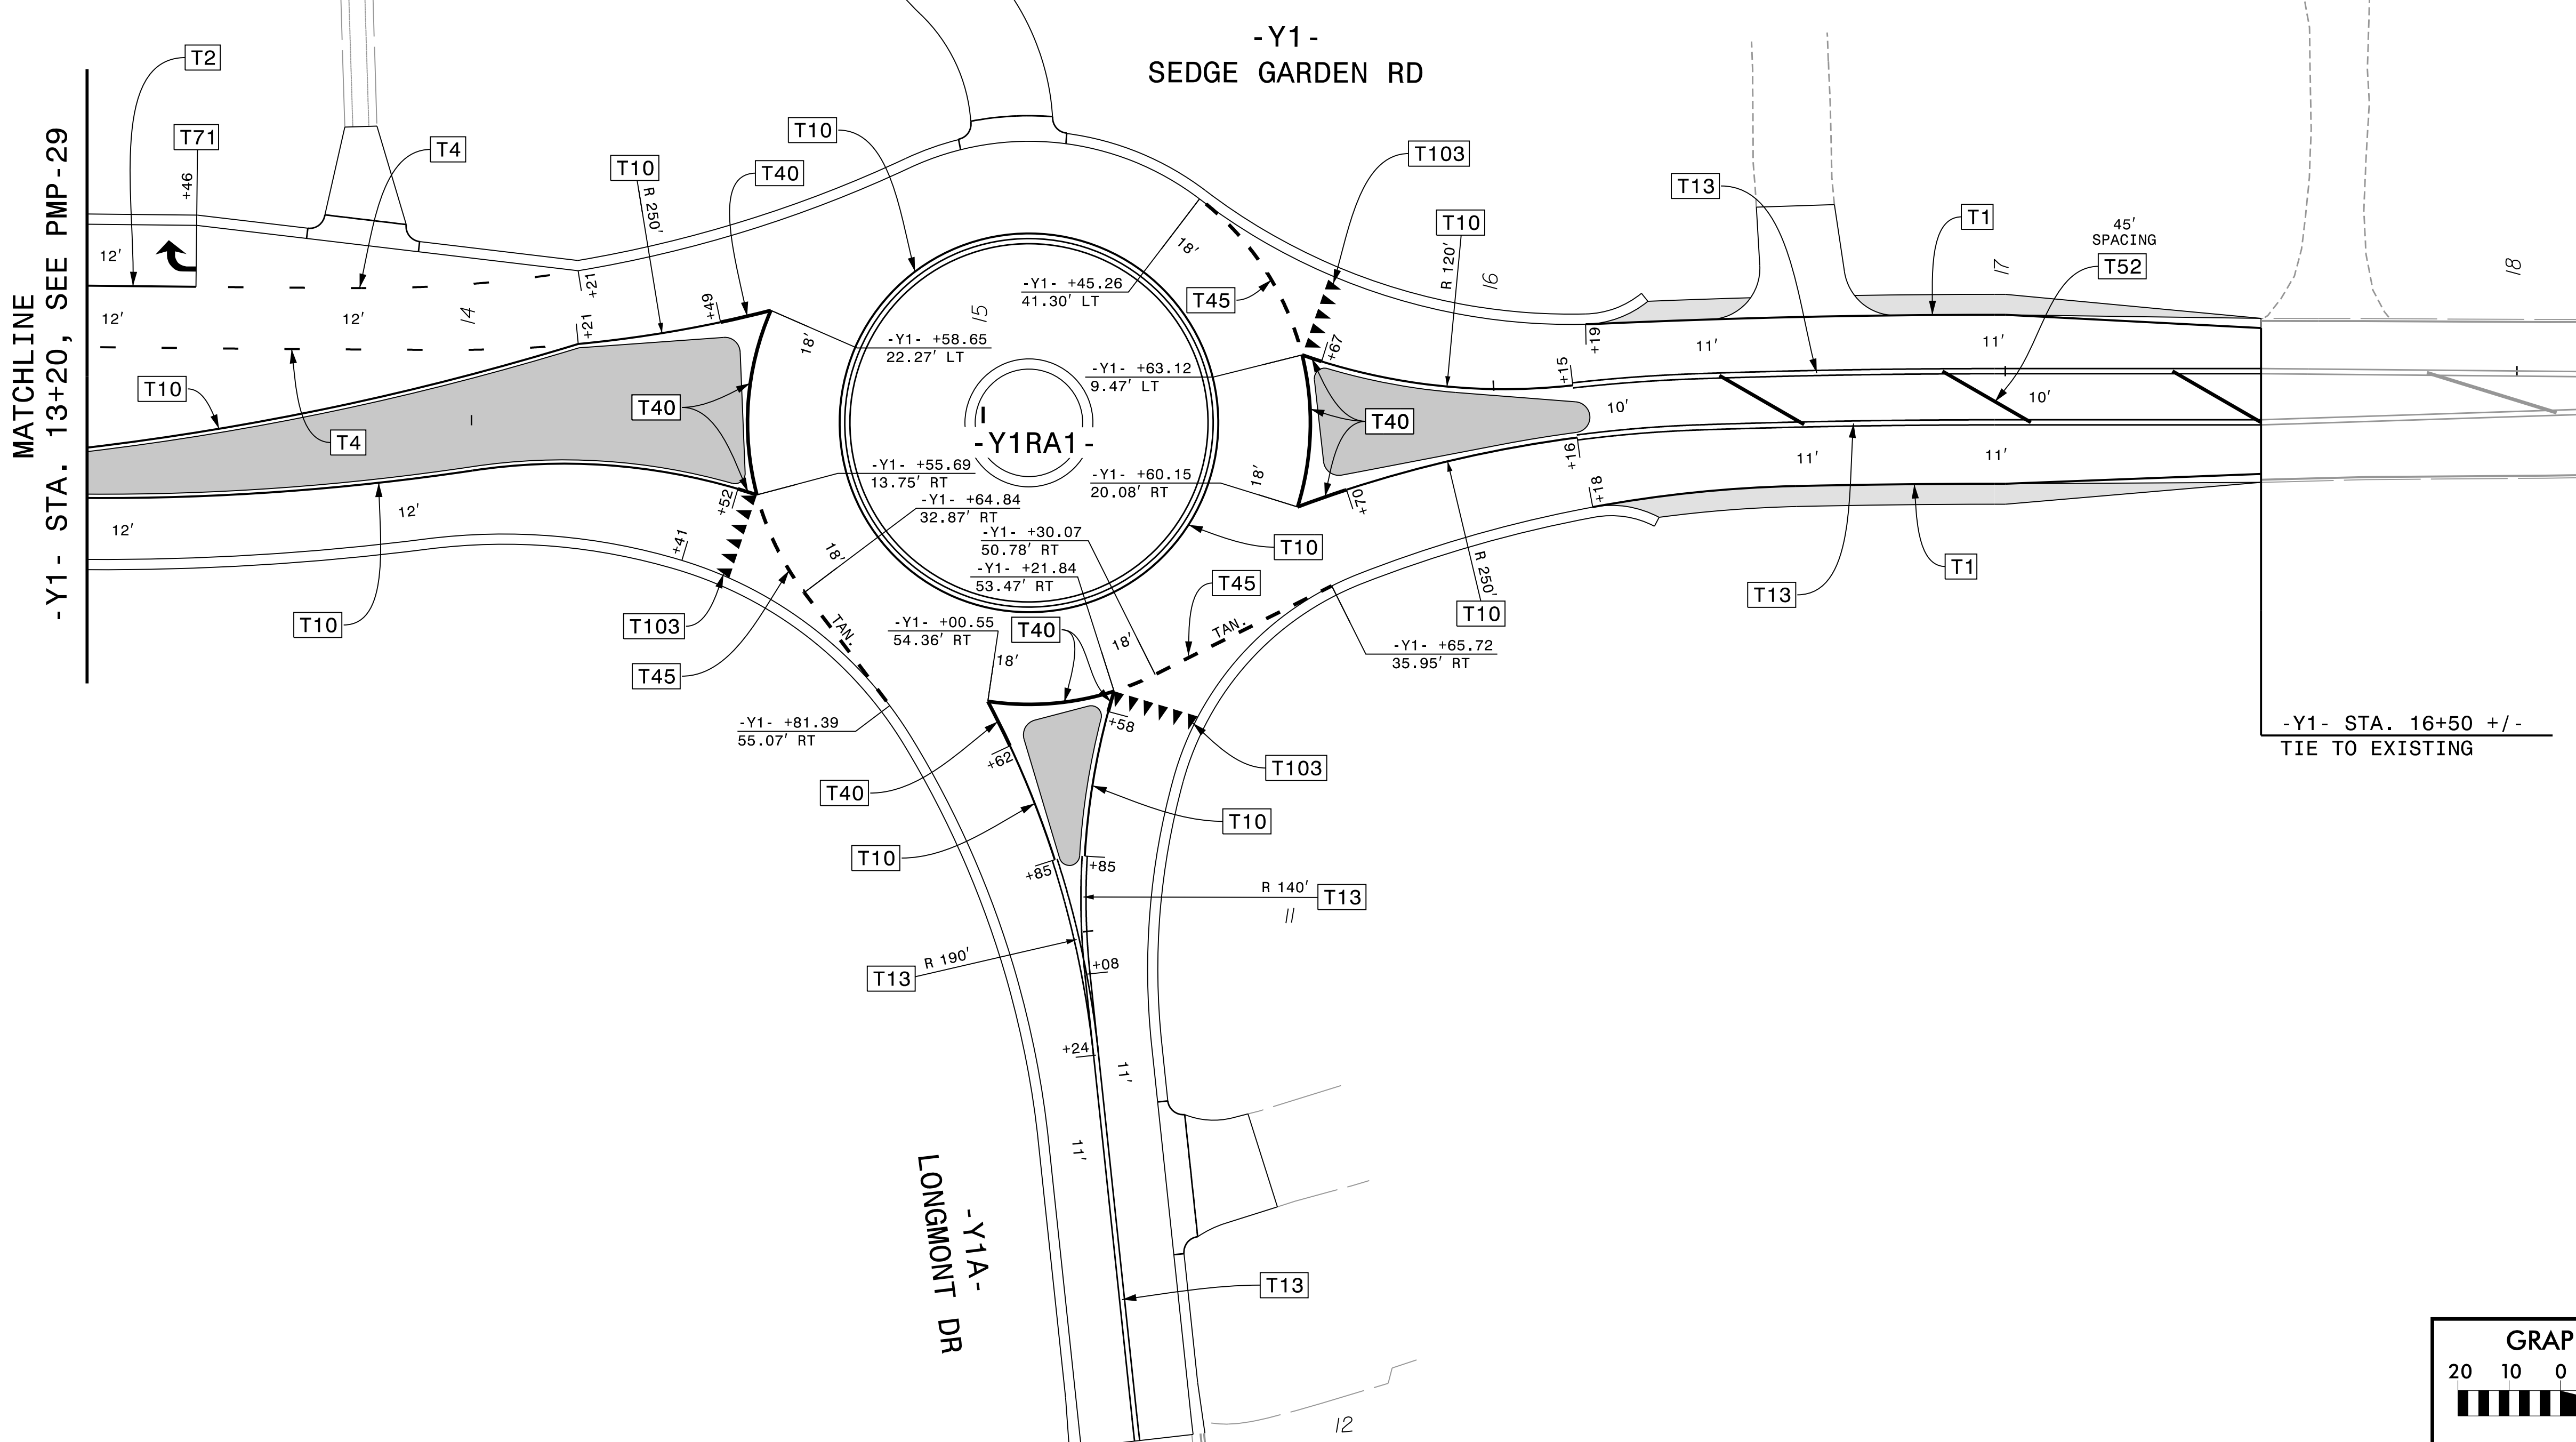 -Y1-
SEDGE GARDEN RD
MATCHLINE
-Y1- STA. 13+20, SEE PMP-29
T2
T71
+46
T4
T10
R 250'
T40
T10
T103
T13
T1
T10
R 120'
45'
SPACING
T52
12'
12'
12'
14
+21
+21
+49
18'
15
-Y1- +45.26
41.30' LT
18'
T45
16
17
18
-Y1- +58.65
22.27' LT
-Y1- +63.12
9.47' LT
+67
+15
+19
11'
11'
T10
T4
T40
T40
10'
10'
-Y1RA1-
-Y1- +55.69
13.75' RT
-Y1- +64.84
32.87' RT
-Y1- +60.15
20.08' RT
18'
+70
+16
+18
11'
11'
12'
12'
+41
+52
18'
-Y1- +30.07
50.78' RT
-Y1- +21.84
53.47' RT
T10
T45
R 250'
T10
T13
T1
T10
T103
T45
TAN.
-Y1- +00.55
54.36' RT
T40
18'
18'
TAN.
-Y1- +65.72
35.95' RT
-Y1- +81.39
55.07' RT
+62
+58
T103
T40
T10
T10
+85
+85
R 140'
T13
11
T13
R 190'
+08
+24
11'
11'
-Y1A-
LONGMONT DR
T13
12
-Y1- STA. 16+50 +/-
TIE TO EXISTING
GRAP
20 10 0